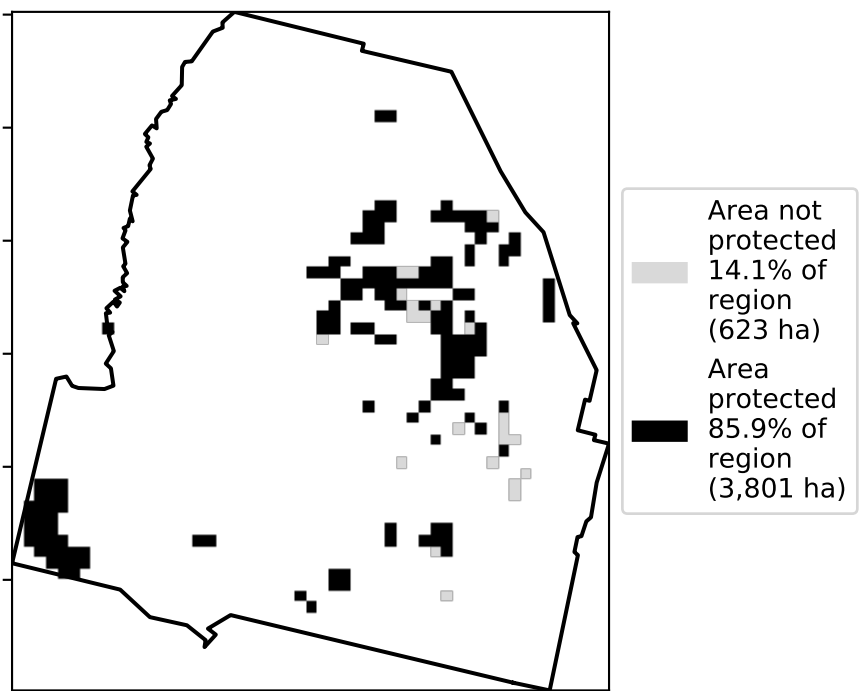 Area not
protected
14.1% of
region
(623 ha)
Area
protected
85.9% of
region
(3,801 ha)